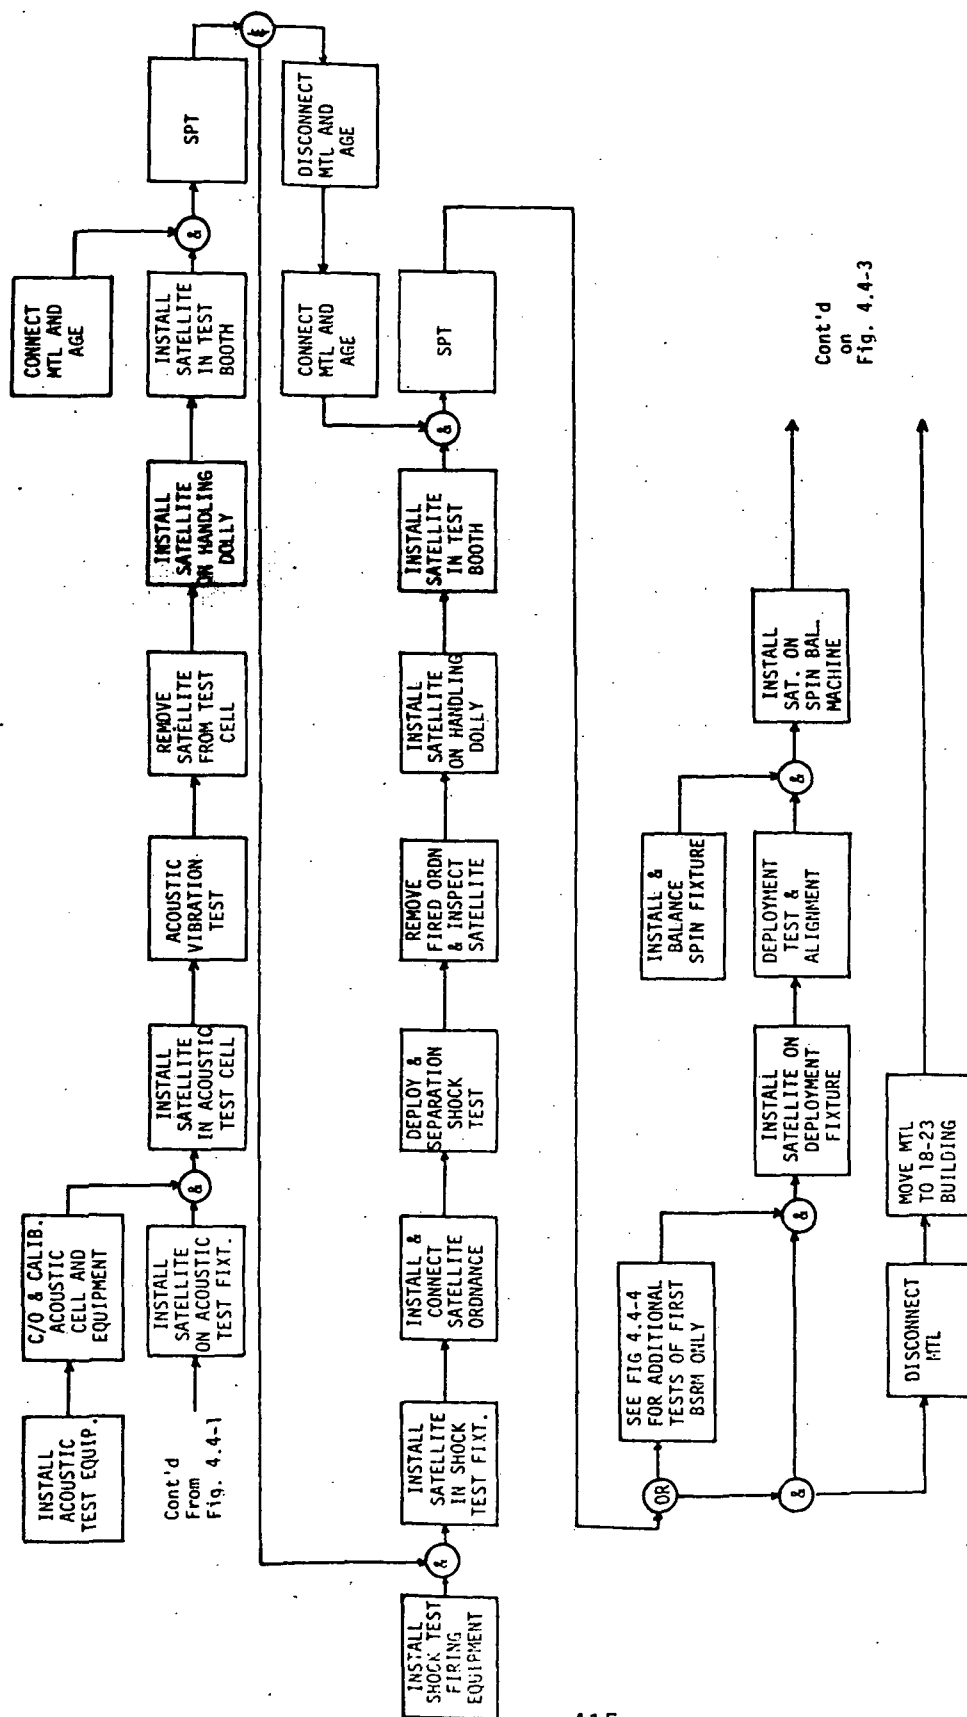 INSTALL
ACOUSTIC
TEST EQUIP.
C/O & CALIB.
ACOUSTIC
CELL AND
EQUIPMENT
CONNECT
MTL AND
AGE
Cont'd
From
Fig. 4.4-1
INSTALL
SATELLITE
ON ACOUSTIC
TEST FIXT.
&
INSTALL
SATELLITE
IN ACOUSTIC
TEST CELL
ACOUSTIC
VIBRATION
TEST
REMOVE
SATELLITE
FROM TEST
CELL
INSTALL
SATELLITE
ON HANDLING
DOLLY
INSTALL
SATELLITE
IN TEST
BOOTH
&
SPT
&
DISCONNECT
MTL AND
AGE
CONNECT
MTL AND
AGE
INSTALL
SHOCK TEST
FIRING
EQUIPMENT
&
INSTALL
SATELLITE
IN SHOCK
TEST FIXT.
INSTALL &
CONNECT
SATELLITE
ORDNANCE
DEPLOY &
SEPARATION
SHOCK
TEST
REMOVE
FIRED ORDN
& INSPECT
SATELLITE
INSTALL
SATELLITE
ON HANDLING
DOLLY
INSTALL
SATELLITE
IN TEST
BOOTH
&
SPT
OR
SEE FIG 4.4-4
FOR ADDITIONAL
TESTS OF FIRST
BSRM ONLY
&
&
INSTALL
SATELLITE ON
DEPLOYMENT
FIXTURE
DEPLOYMENT
TEST &
ALIGNMENT
INSTALL &
BALANCE
SPIN FIXTURE
&
INSTALL
SAT. ON
SPIN BAL.
MACHINE
DISCONNECT
MTL
MOVE MTL
TO 18-23
BUILDING
Cont'd
on
Fig. 4.4-3